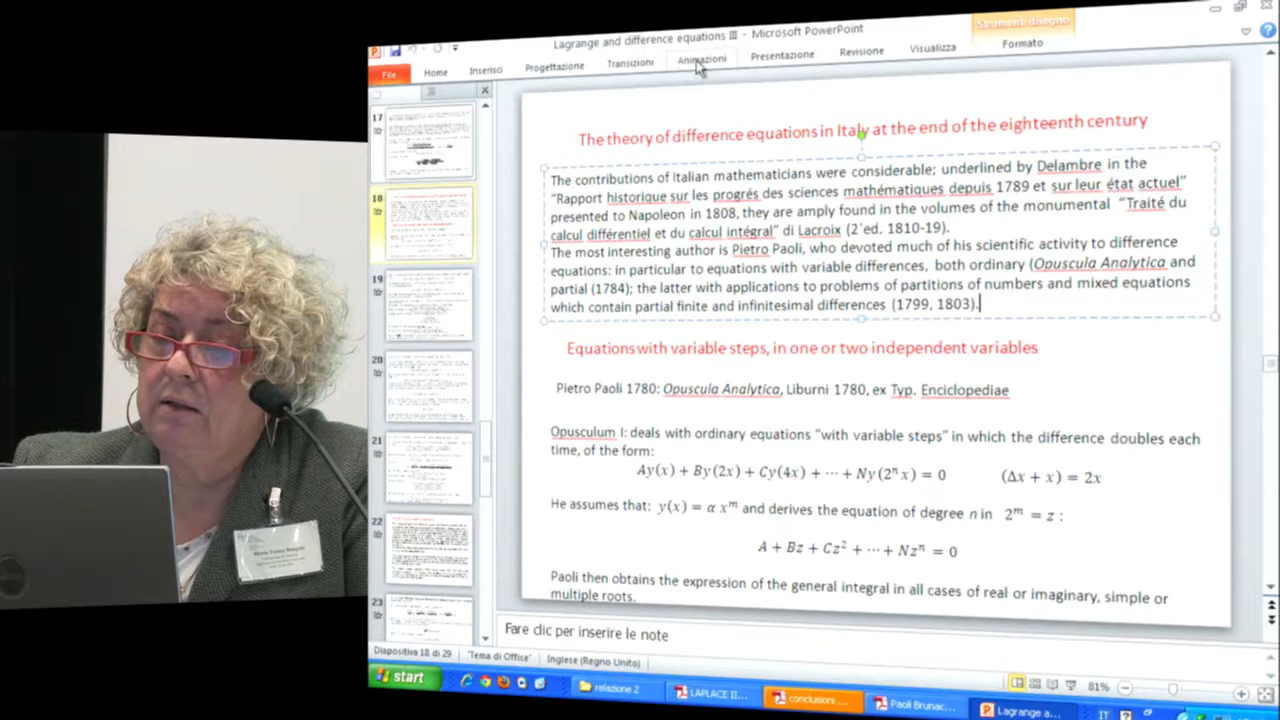 Lagrange and difference equations III - Microsoft PowerPoint
Strumenti disegno
File Home Inserisci Progettazione Transizioni Animazioni Presentazione Revisione Visualizza Formato
17
18
19
20
21
22
23
The theory of difference equations in Italy at the end of the eighteenth century
The contributions of Italian mathematicians were considerable; underlined by Delambre in the
"Rapport historique sur les progrés des sciences mathématiques depuis 1789 et sur leur état actuel"
presented to Napoleon in 1808, they are amply found in the volumes of the monumental "Traité du
calcul différentiel et du calcul intégral" di Lacroix (2°ed. 1810-19).
The most interesting author is Pietro Paoli, who devoted much of his scientific activity to difference
equations: in particular to equations with variable differences, both ordinary (Opuscula Analytica and
partial (1784); the latter with applications to problems of partitions of numbers and mixed equations
which contain partial finite and infinitesimal differences (1799, 1803).
Equations with variable steps, in one or two independent variables
Pietro Paoli 1780: Opuscula Analytica, Liburni 1780, ex Typ. Enciclopediae
Opusculum I: deals with ordinary equations "with variable steps" in which the difference doubles each
time, of the form:
Ay(x) + By(2x) + Cy(4x) + ⋯ + Ny(2ⁿ x) = 0 (Δx + x) = 2x
He assumes that: y(x) = α xᵐ and derives the equation of degree n in 2ᵐ = z :
A + Bz + Cz² + ⋯ + Nzⁿ = 0
Paoli then obtains the expression of the general integral in all cases of real or imaginary, simple or
multiple roots.
Fare clic per inserire le note
Diapositiva 18 di 29 "Tema di Office" Inglese (Regno Unito) 81%
start relazione 2 LAPLACE II... conclusioni ... Paoli Brunac... Lagrange a... IT